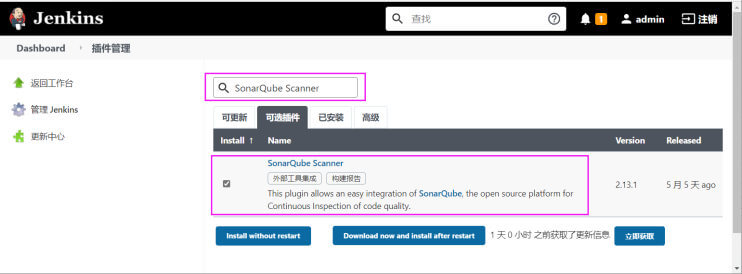 Jenkins
查找
1
admin
注销
Dashboard
插件管理
返回工作台
管理 Jenkins
更新中心
SonarQube Scanner
可更新
可选插件
已安装
高级
Install ↑
Name
Version
Released
SonarQube Scanner
外部工具集成
构建报告
This plugin allows an easy integration of SonarQube, the open source platform for
Continuous Inspection of code quality.
2.13.1
5 月 5 天 ago
Install without restart
Download now and install after restart
1 天 0 小时 之前获取了更新信息
立即获取